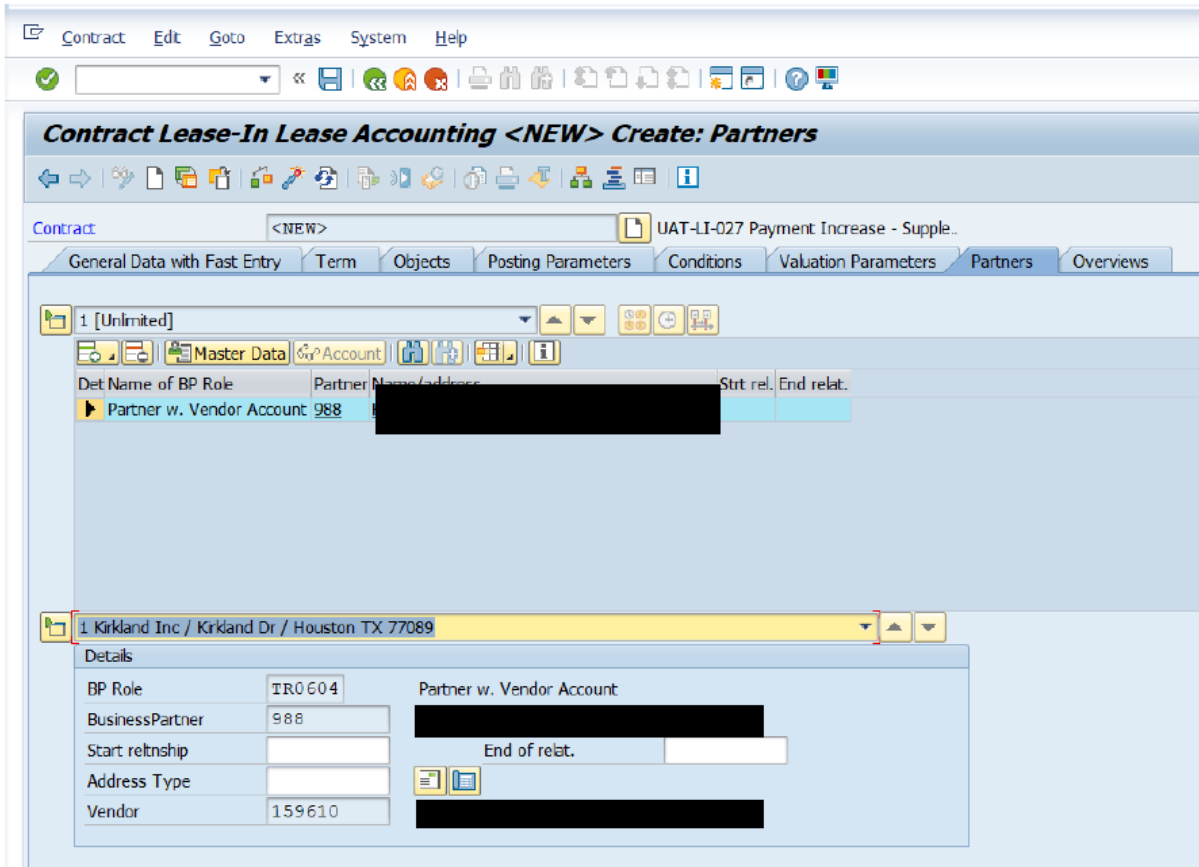 Contract Edit Goto Extras System Help
Contract Lease-In Lease Accounting <NEW> Create: Partners
Contract <NEW> UAT-LI-027 Payment Increase - Supple..
General Data with Fast Entry Term Objects Posting Parameters Conditions Valuation Parameters Partners Overviews
1 [Unlimited]
Master Data Account
Det Name of BP Role Partner Name/address Strt rel. End relat.
Partner w. Vendor Account 988
1 Kirkland Inc / Kirkland Dr / Houston TX 77089
Details
BP Role TR0604 Partner w. Vendor Account
BusinessPartner 988
Start reltnship End of relat.
Address Type
Vendor 159610